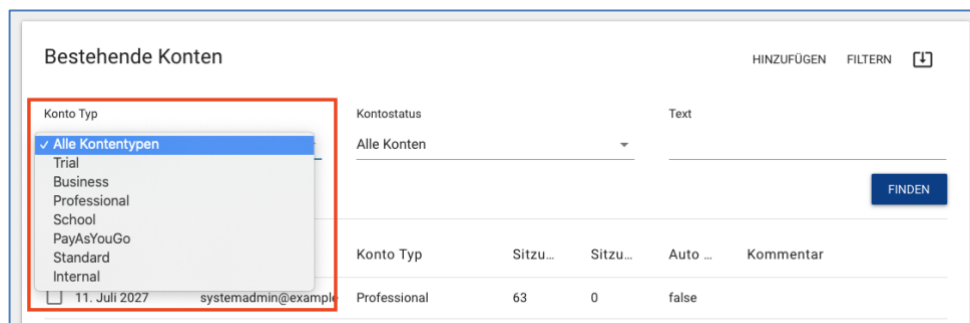 Bestehende Konten
HINZUFÜGEN FILTERN
Konto Typ Kontostatus Text
✓ Alle Kontentypen Alle Konten
Trial
Business
Professional
School
PayAsYouGo
Standard
Internal
FINDEN
Konto Typ Sitzu... Sitzu... Auto ... Kommentar
11. Juli 2027 systemadmin@example Professional 63 0 false